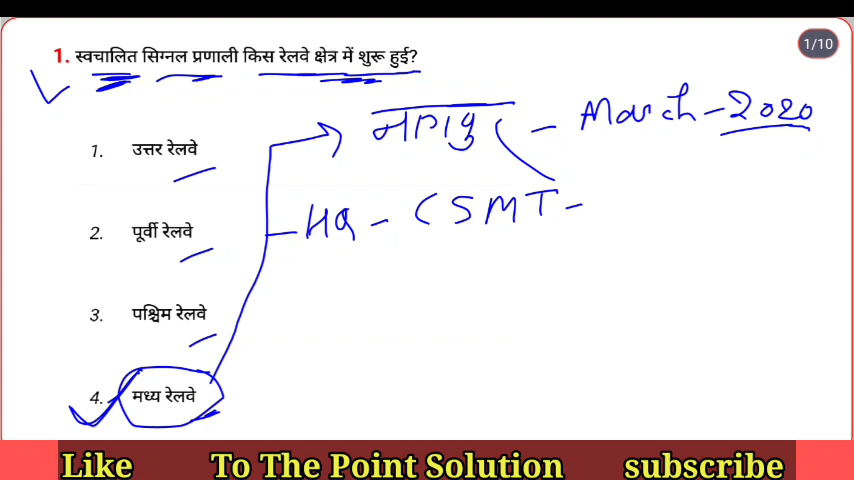 1. स्वचालित सिग्नल प्रणाली किस रेलवे क्षेत्र में शुरू हुई?
1/10
नागपुर - March - 2020
1. उत्तर रेलवे
HQ - CSMT -
2. पूर्वी रेलवे
3. पश्चिम रेलवे
4. मध्य रेलवे
Like To The Point Solution subscribe